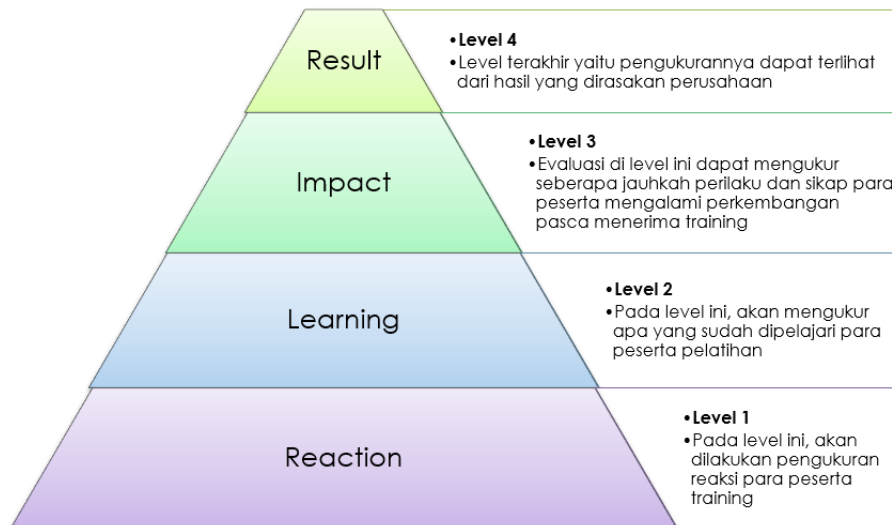 Result
•Level 4
•Level terakhir yaitu pengukurannya dapat terlihat
dari hasil yang dirasakan perusahaan
Impact
•Level 3
•Evaluasi di level ini dapat mengukur
seberapa jauhkah perilaku dan sikap para
peserta mengalami perkembangan
pasca menerima training
Learning
•Level 2
•Pada level ini, akan mengukur
apa yang sudah dipelajari para
peserta pelatihan
Reaction
•Level 1
•Pada level ini, akan
dilakukan pengukuran
reaksi para peserta
training